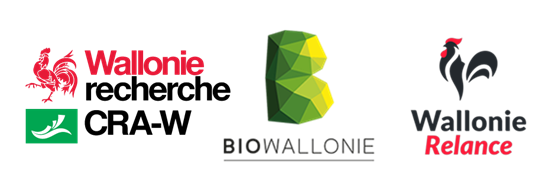 Wallonie
recherche
CRA-W
BIOWALLONIE
Wallonie
Relance